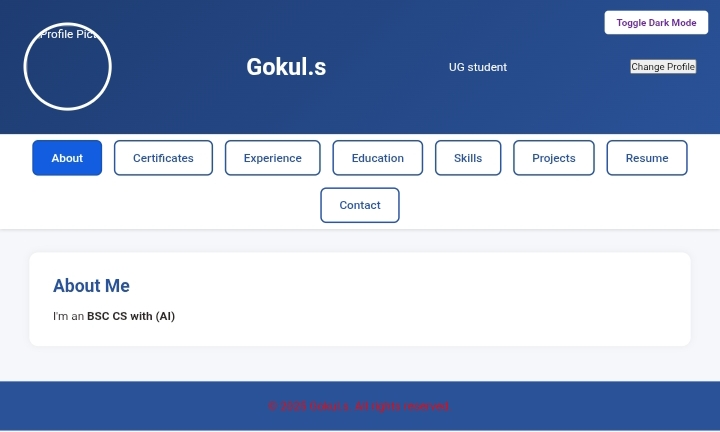 Toggle Dark Mode
Profile Pict
Gokul.s
UG student
Change Profile
About
Certificates
Experience
Education
Skills
Projects
Resume
Contact
About Me
I'm an BSC CS with (AI)
© 2025 Gokul.s. All rights reserved.